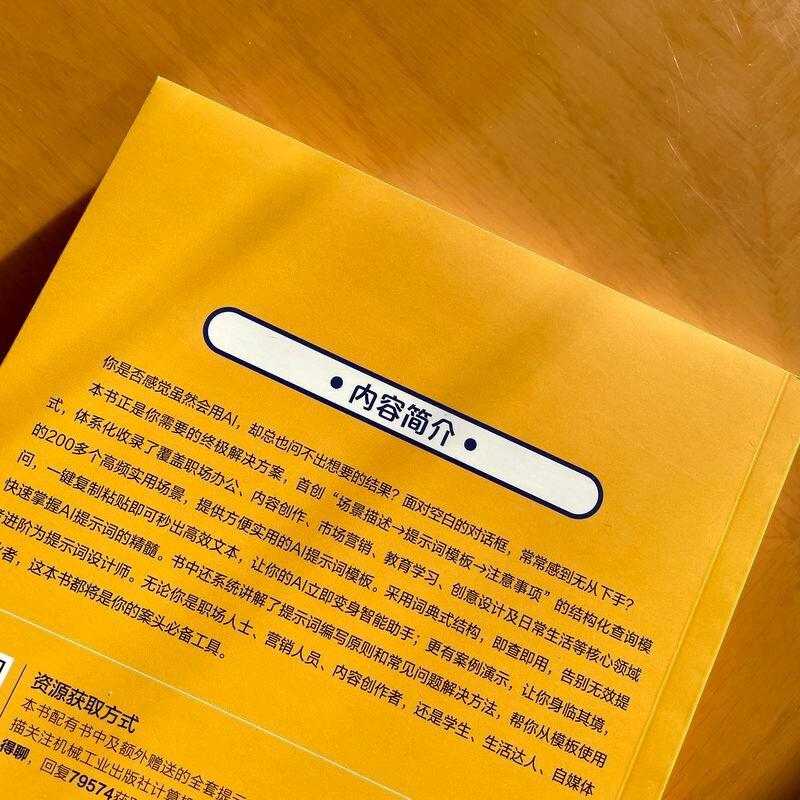 内容简介
你是否感觉虽然会用AI，却总也问不出想要的结果？面对空白的对话框，常常感到无从下手？
本书正是你需要的终极解决方案，首创“场景描述→提示词模板→注意事项”的结构化查询模
式，体系化收录了覆盖职场办公、内容创作、市场营销、教育学习、创意设计及日常生活等核心领域
的200多个高频实用场景，提供方便实用的AI提示词模板。采用词典式结构，即查即用，告别无效提
问，一键复制粘贴即可秒出高效文本，让你的AI立即变身智能助手；更有案例演示，让你身临其境，
快速掌握AI提示词的精髓。书中还系统讲解了提示词编写原则和常见问题解决方法，帮你从模板使用
者进阶为提示词设计师。无论你是职场人士、营销人员、内容创作者，还是学生、生活达人、自媒体
业者，这本书都将是你的案头必备工具。
资源获取方式
本书配有书中及额外赠送的全套提示
描关注机械工业出版社计算机
得聊，回复79574获